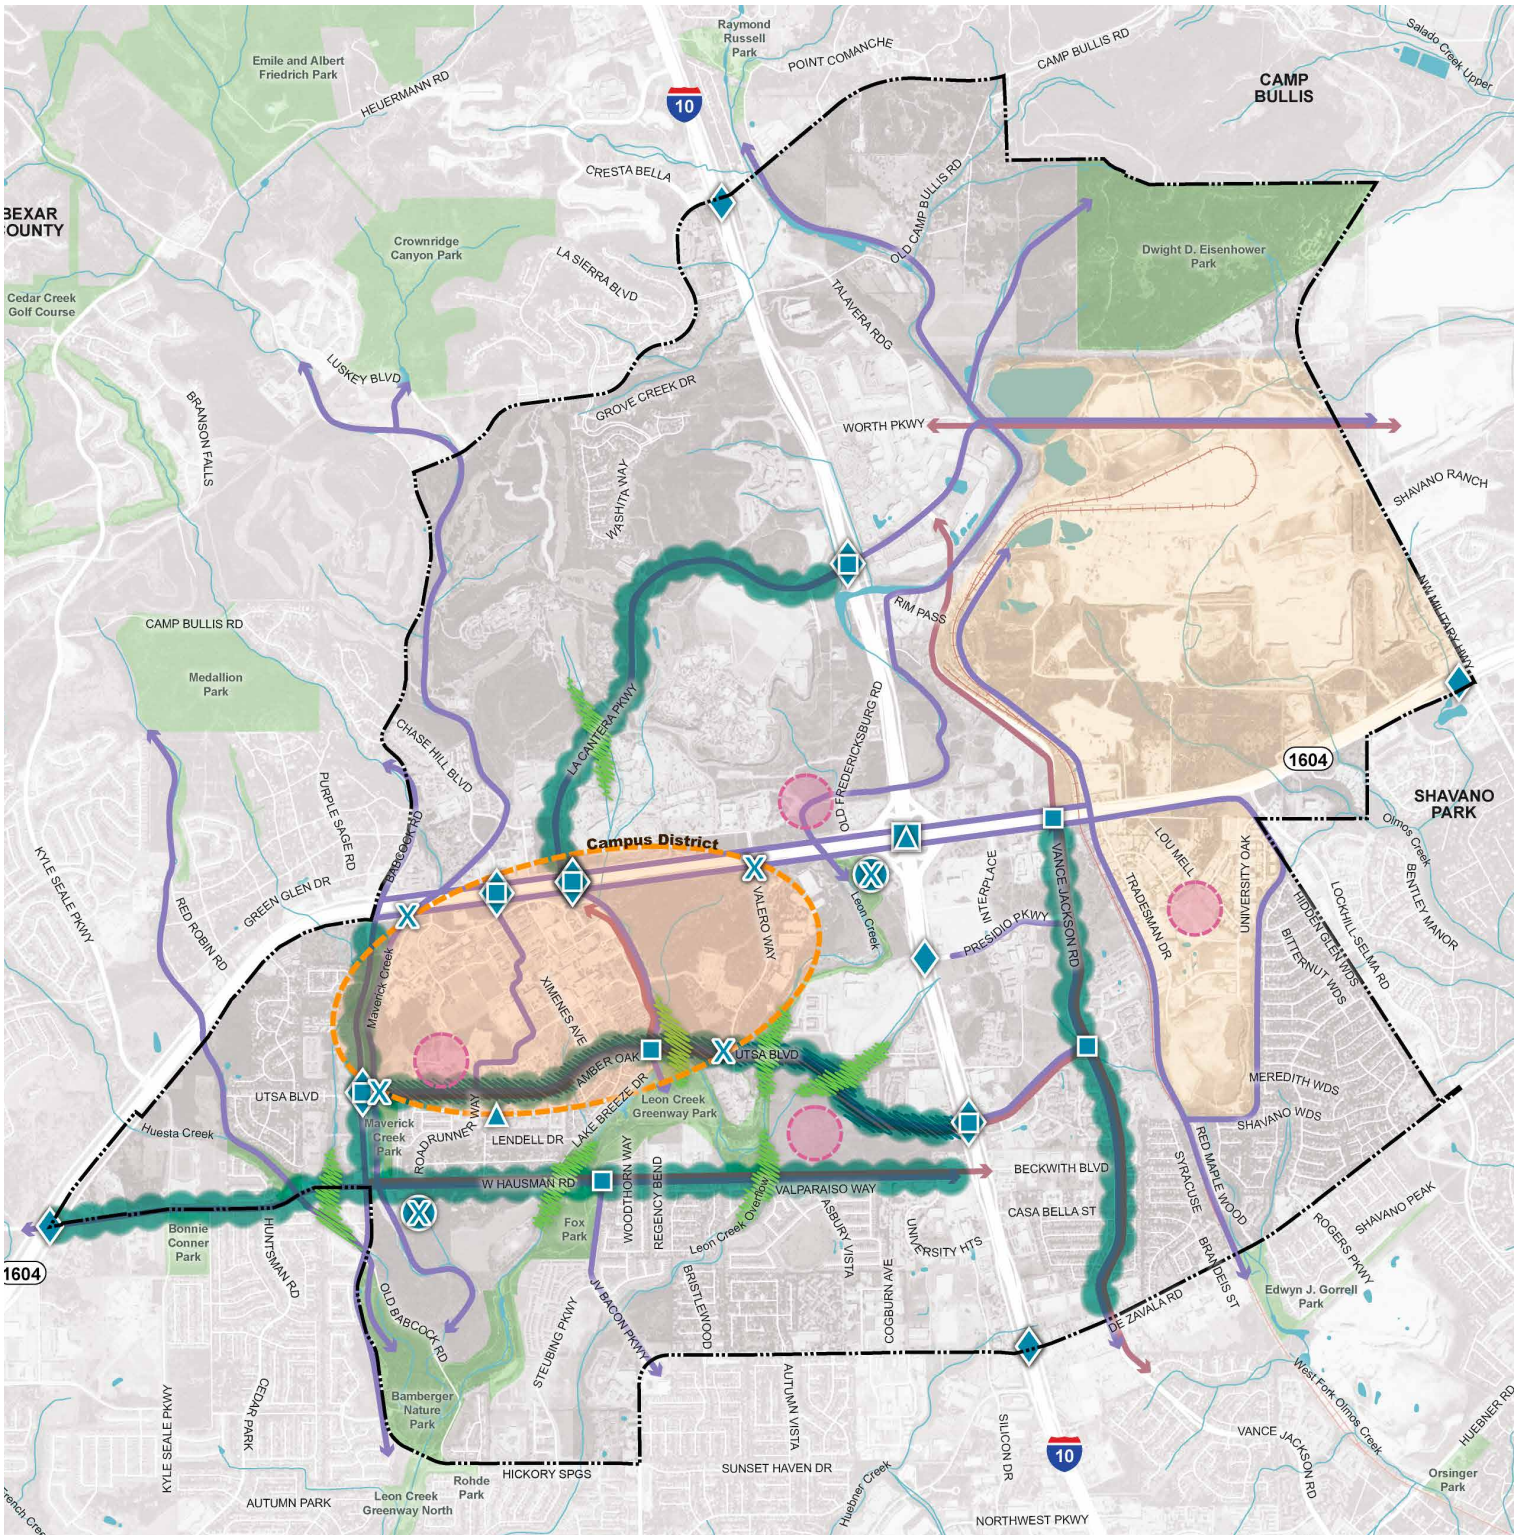 Raymond
Russell
Park
POINT COMANCHE
CAMP BULLIS RD
Salado Creek Upper
Emile and Albert
Friedrich Park
HEUERMANN RD
10
CAMP
BULLIS
CRESTA BELLA
OLD CAMP BULLIS RD
BEXAR
COUNTY
Crownridge
Canyon Park
LA SIERRA BLVD
Dwight D. Eisenhower
Park
Cedar Creek
Golf Course
TALAVERA RDG
LUSKEY BLVD
GROVE CREEK DR
BRANSON FALLS
WORTH PKWY
WASHITA WAY
SHAVANO RANCH
NW MILITARY HWY
RIM PASS
CAMP BULLIS RD
Medallion
Park
LA CANTERA PKWY
OLD FREDERICKSBURG RD
CHASE HILL BLVD
1604
PURPLE SAGE RD
SHAVANO
PARK
Olmos Creek
BABCOCK RD
Campus District
LOU MELL
UNIVERSITY OAK
KYLE SEALE PKWY
GREEN GLEN DR
RED ROBIN RD
VALERO WAY
Leon Creek
INTERPLACE
PRESIDIO PKWY
VANCE JACKSON RD
TRADESMAN DR
HIDDEN GLEN WDS
BITTERNUT WDS
LOCKHILL-SELMA RD
BENTLEY MANOR
Maverick Creek
XIMENES AVE
AMBER OAK
UTSA BLVD
UTSA BLVD
MEREDITH WDS
SHAVANO WDS
Huesta Creek
Maverick
Creek
Park
ROAD RUNNER WAY
LENDELL DR
LAKE BREEZE DR
Leon Creek
Greenway Park
WOODTHORN WAY
REGENCY BEND
W HAUSMAN RD
VALPARAISO WAY
BECKWITH BLVD
CASA BELLA ST
SYRACUSE
RED MAPLE WOOD
SHAVANO PEAK
ROGERS PKWY
Bonnie
Conner
Park
HUNTSMAN RD
Fox
Park
Leon Creek Overflow
ASBURY VISTA
UNIVERSITY HTS
BRANDEIS ST
1604
OLD BABCOCK RD
STEUBING PKWY
JV BACON PKWY
BRISTLEWOOD
COGBURN AVE
DE ZAVALA RD
Edwyn J. Gorrell
Park
West Fork Olmos Creek
KYLE SEALE PKWY
CEDAR PARK
Bamberger
Nature
Park
AUTUMN VISTA
SILICON DR
10
VANCE JACKSON RD
HUEBNER RD
HICKORY SPGS
SUNSET HAVEN DR
Huebner Creek
Orsinger
Park
French Creek
AUTUMN PARK
Leon Creek
Greenway North
Rohde
Park
NORTHWEST PKWY